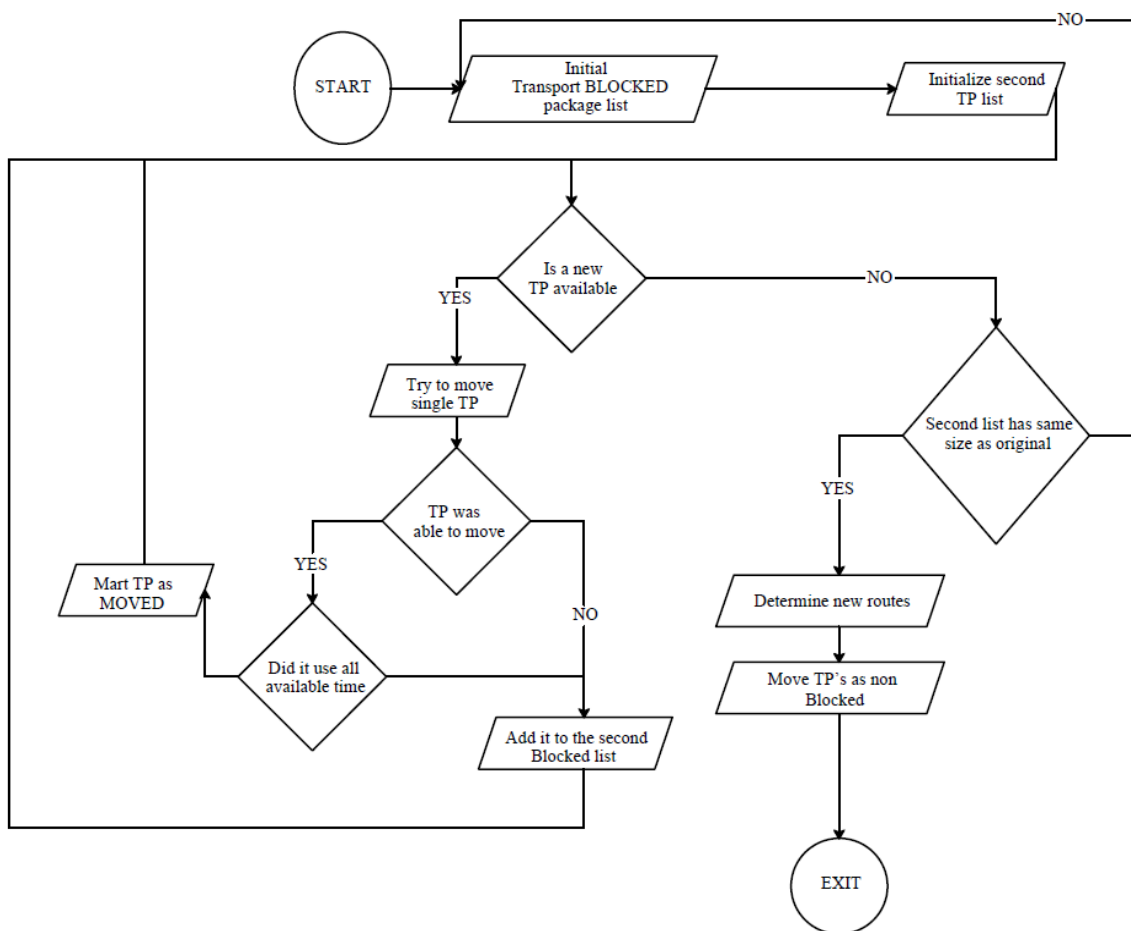 NO
START
Initial
Transport BLOCKED
package list
Initialize second
TP list
Is a new
TP available
YES
NO
Try to move
single TP
Second list has same
size as original
YES
TP was
able to move
YES
Mart TP as
MOVED
NO
Determine new routes
Did it use all
available time
Move TP's as non
Blocked
Add it to the second
Blocked list
EXIT